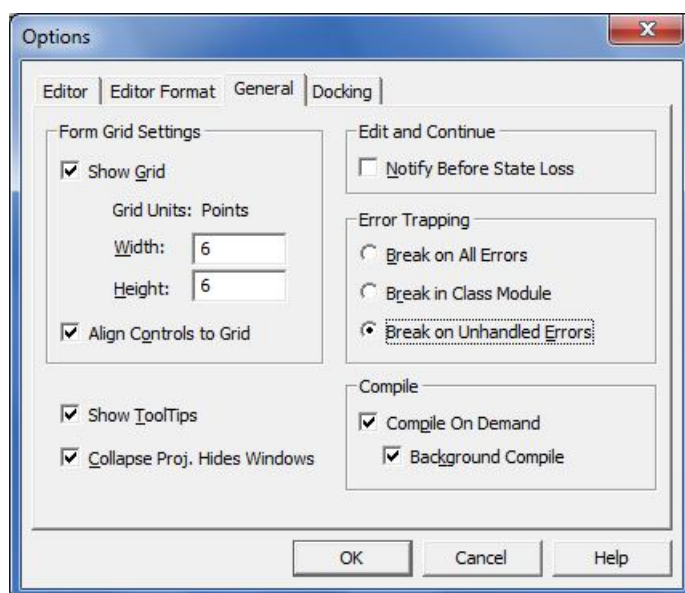 Options
Editor
Editor Format
General
Docking
Form Grid Settings
Show Grid
Grid Units: Points
Width:
6
Height:
6
Align Controls to Grid
Show ToolTips
Collapse Proj. Hides Windows
Edit and Continue
Notify Before State Loss
Error Trapping
Break on All Errors
Break in Class Module
Break on Unhandled Errors
Compile
Compile On Demand
Background Compile
OK
Cancel
Help